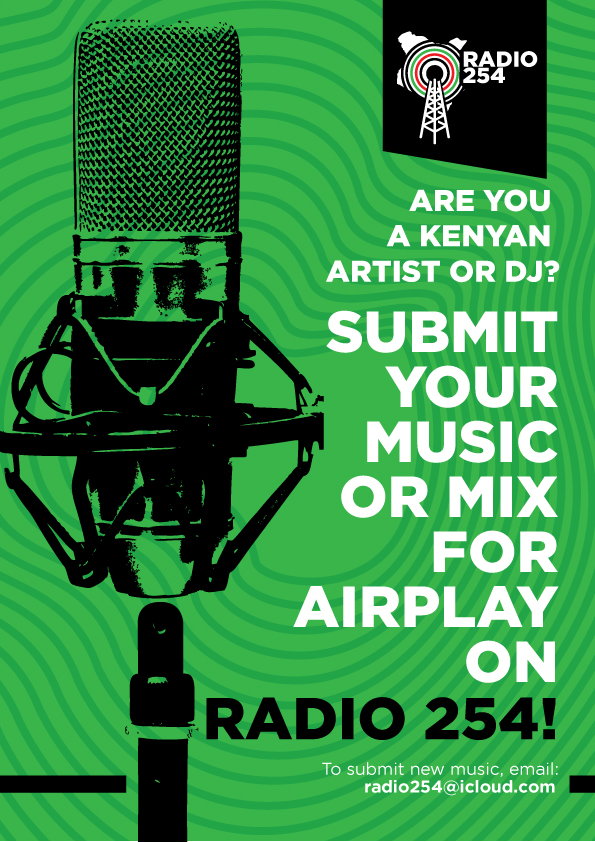 RADIO
254
ARE YOU
A KENYAN
ARTIST OR DJ?
SUBMIT
YOUR
MUSIC
OR MIX
FOR
AIRPLAY
ON
RADIO 254!
To submit new music, email:
radio254@icloud.com